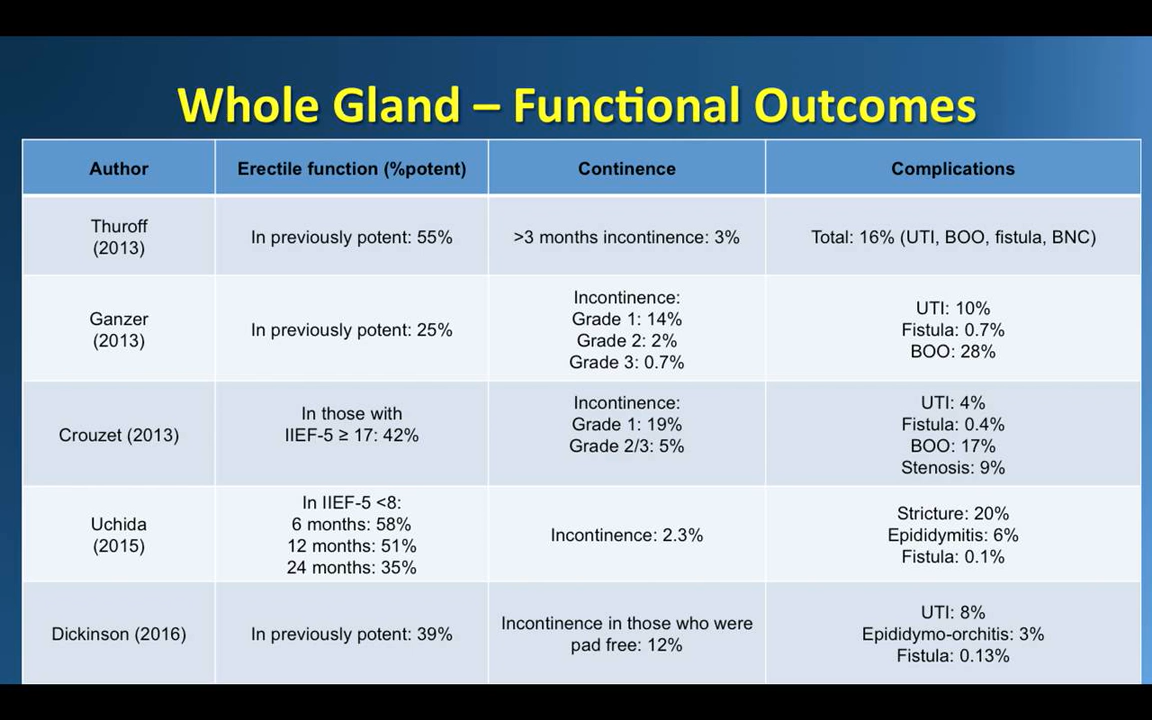 Whole Gland – Functional Outcomes
Author
Erectile function (%potent)
Continence
Complications
Thuroff
(2013)
In previously potent: 55%
>3 months incontinence: 3%
Total: 16% (UTI, BOO, fistula, BNC)
Ganzer
(2013)
In previously potent: 25%
Incontinence:
Grade 1: 14%
Grade 2: 2%
Grade 3: 0.7%
UTI: 10%
Fistula: 0.7%
BOO: 28%
Crouzet (2013)
In those with
IIEF-5 ≥ 17: 42%
Incontinence:
Grade 1: 19%
Grade 2/3: 5%
UTI: 4%
Fistula: 0.4%
BOO: 17%
Stenosis: 9%
Uchida
(2015)
In IIEF-5 <8:
6 months: 58%
12 months: 51%
24 months: 35%
Incontinence: 2.3%
Stricture: 20%
Epididymitis: 6%
Fistula: 0.1%
Dickinson (2016)
In previously potent: 39%
Incontinence in those who were
pad free: 12%
UTI: 8%
Epididymo-orchitis: 3%
Fistula: 0.13%